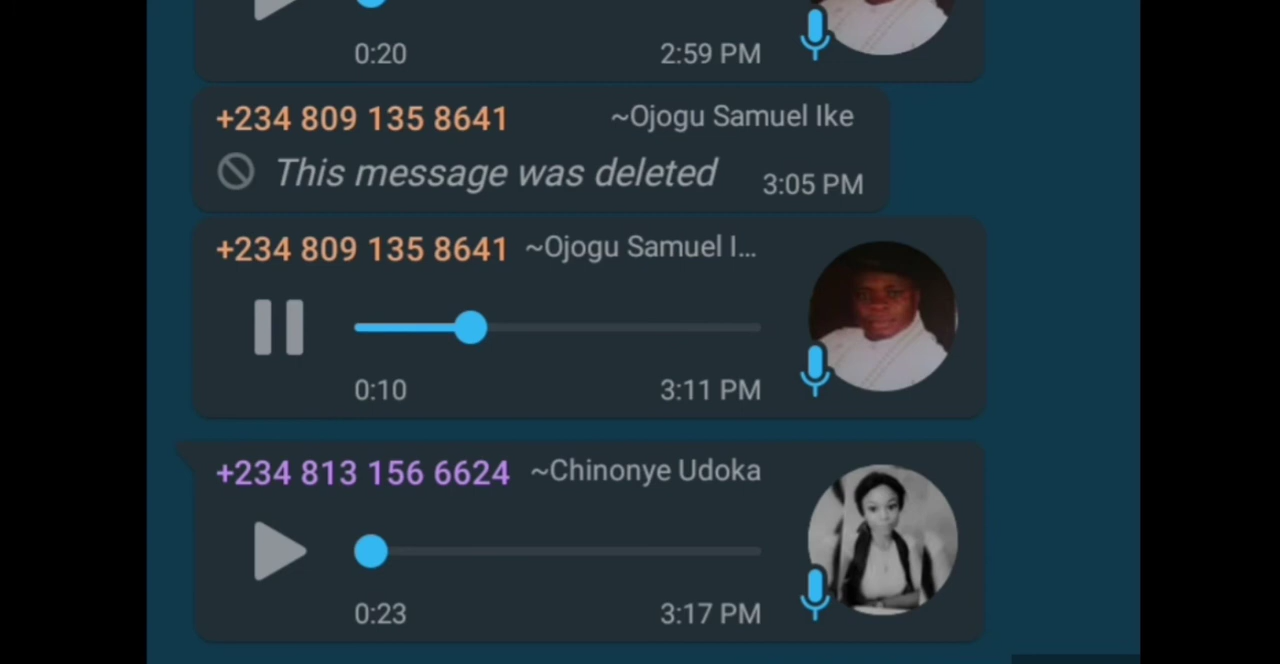 0:20 2:59 PM
+234 809 135 8641 ~Ojogu Samuel Ike
This message was deleted 3:05 PM
+234 809 135 8641 ~Ojogu Samuel I...
0:10 3:11 PM
+234 813 156 6624 ~Chinonye Udoka
0:23 3:17 PM